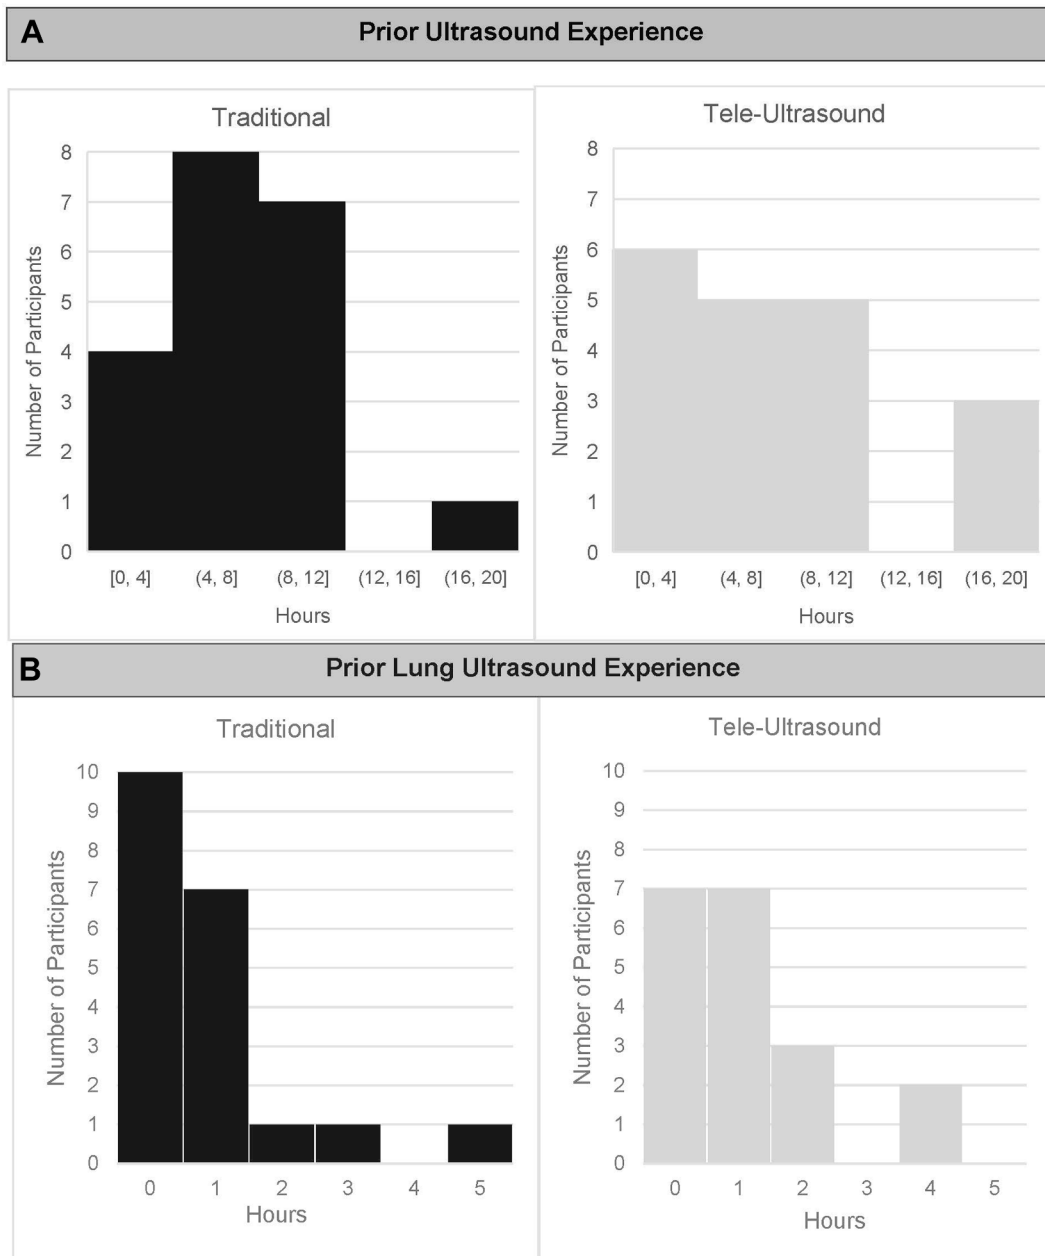 A
Prior Ultrasound Experience
Traditional
Number of Participants
8
7
6
5
4
3
2
1
0
[0, 4] (4, 8] (8, 12] (12, 16] (16, 20]
Hours
Tele-Ultrasound
Number of Participants
8
7
6
5
4
3
2
1
0
[0, 4] (4, 8] (8, 12] (12, 16] (16, 20]
Hours
B
Prior Lung Ultrasound Experience
Traditional
Number of Participants
10
9
8
7
6
5
4
3
2
1
0
0 1 2 3 4 5
Hours
Tele-Ultrasound
Number of Participants
10
9
8
7
6
5
4
3
2
1
0
0 1 2 3 4 5
Hours